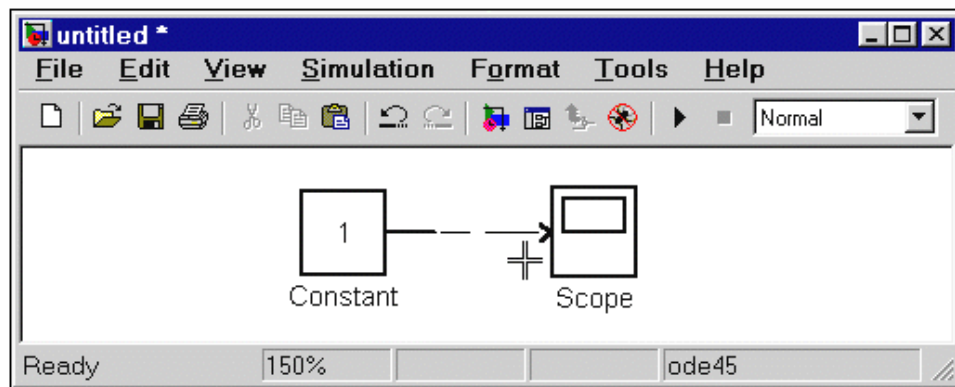 untitled *
File Edit View Simulation Format Tools Help
Normal
1
Constant Scope
Ready 150% ode45